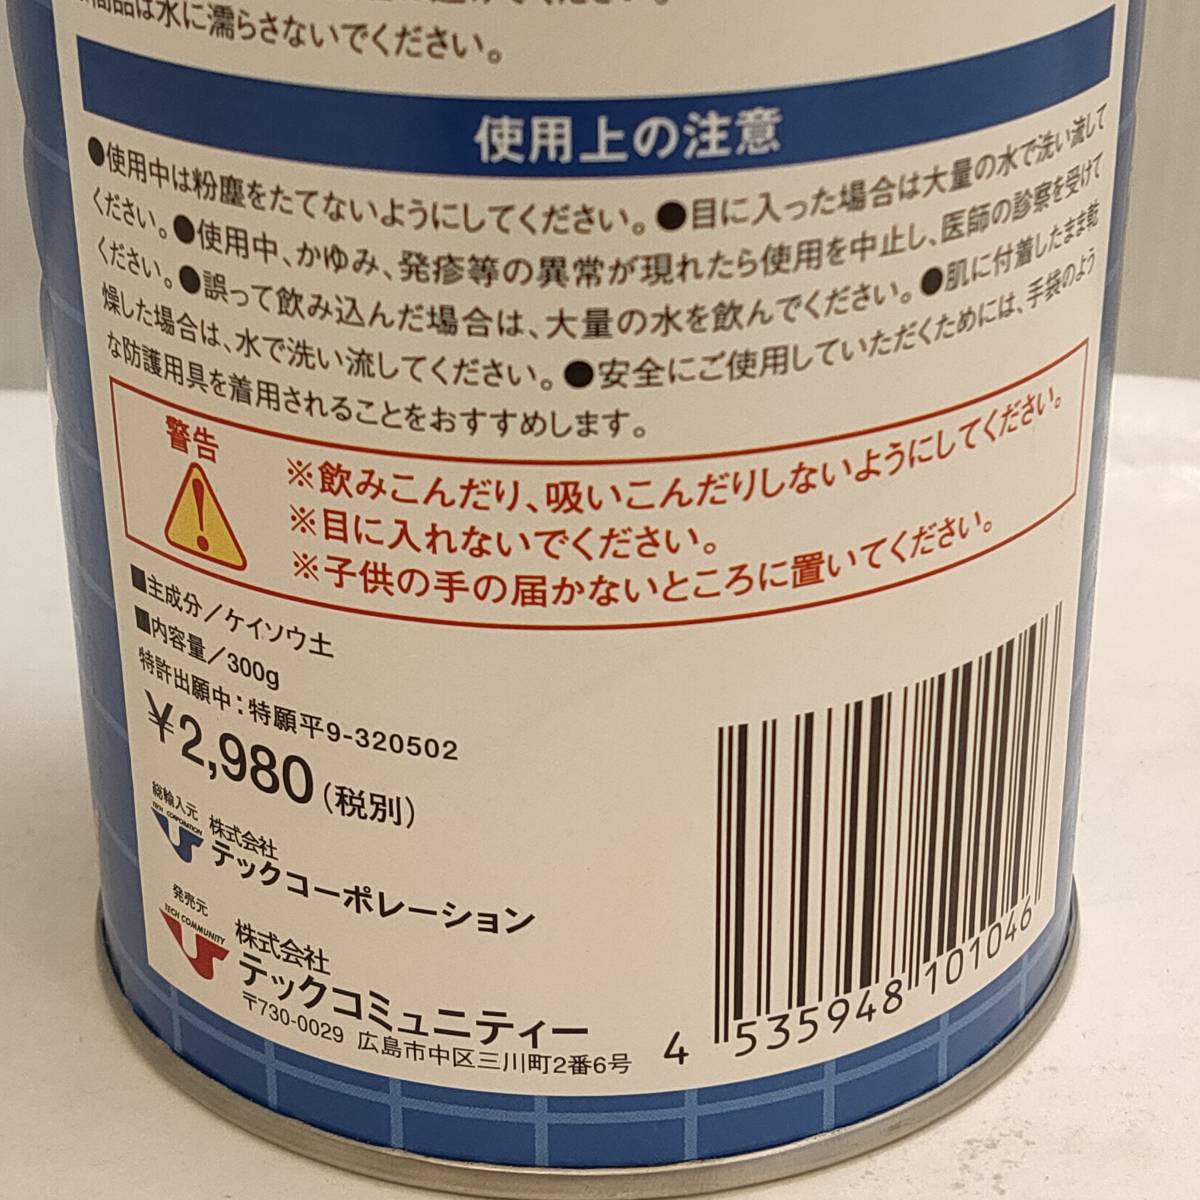 商品は水に濡らさないでください。
使用上の注意
●使用中は粉塵をたてないようにしてください。●目に入った場合は大量の水で洗い流して
ください。●使用中、かゆみ、発疹等の異常が現れたら使用を中止し、医師の診察を受けて
ください。●誤って飲み込んだ場合は、大量の水を飲んでください。●肌に付着したまま乾
燥した場合は、水で洗い流してください。●安全にご使用していただくためには、手袋のよう
な防護用具を着用されることをおすすめします。
警告
※飲みこんだり、吸いこんだりしないようにしてください。
※目に入れないでください。
※子供の手の届かないところに置いてください。
■主成分／ケイソウ土
■内容量／300g
特許出願中：特願平9-320502
￥2,980（税別）
総輸入元
TECH CORPORATION
株式会社
テックコーポレーション
発売元
TECH COMMUNITY
株式会社
テックコミュニティー
〒730-0029 広島市中区三川町2番6号
4 535948 101046